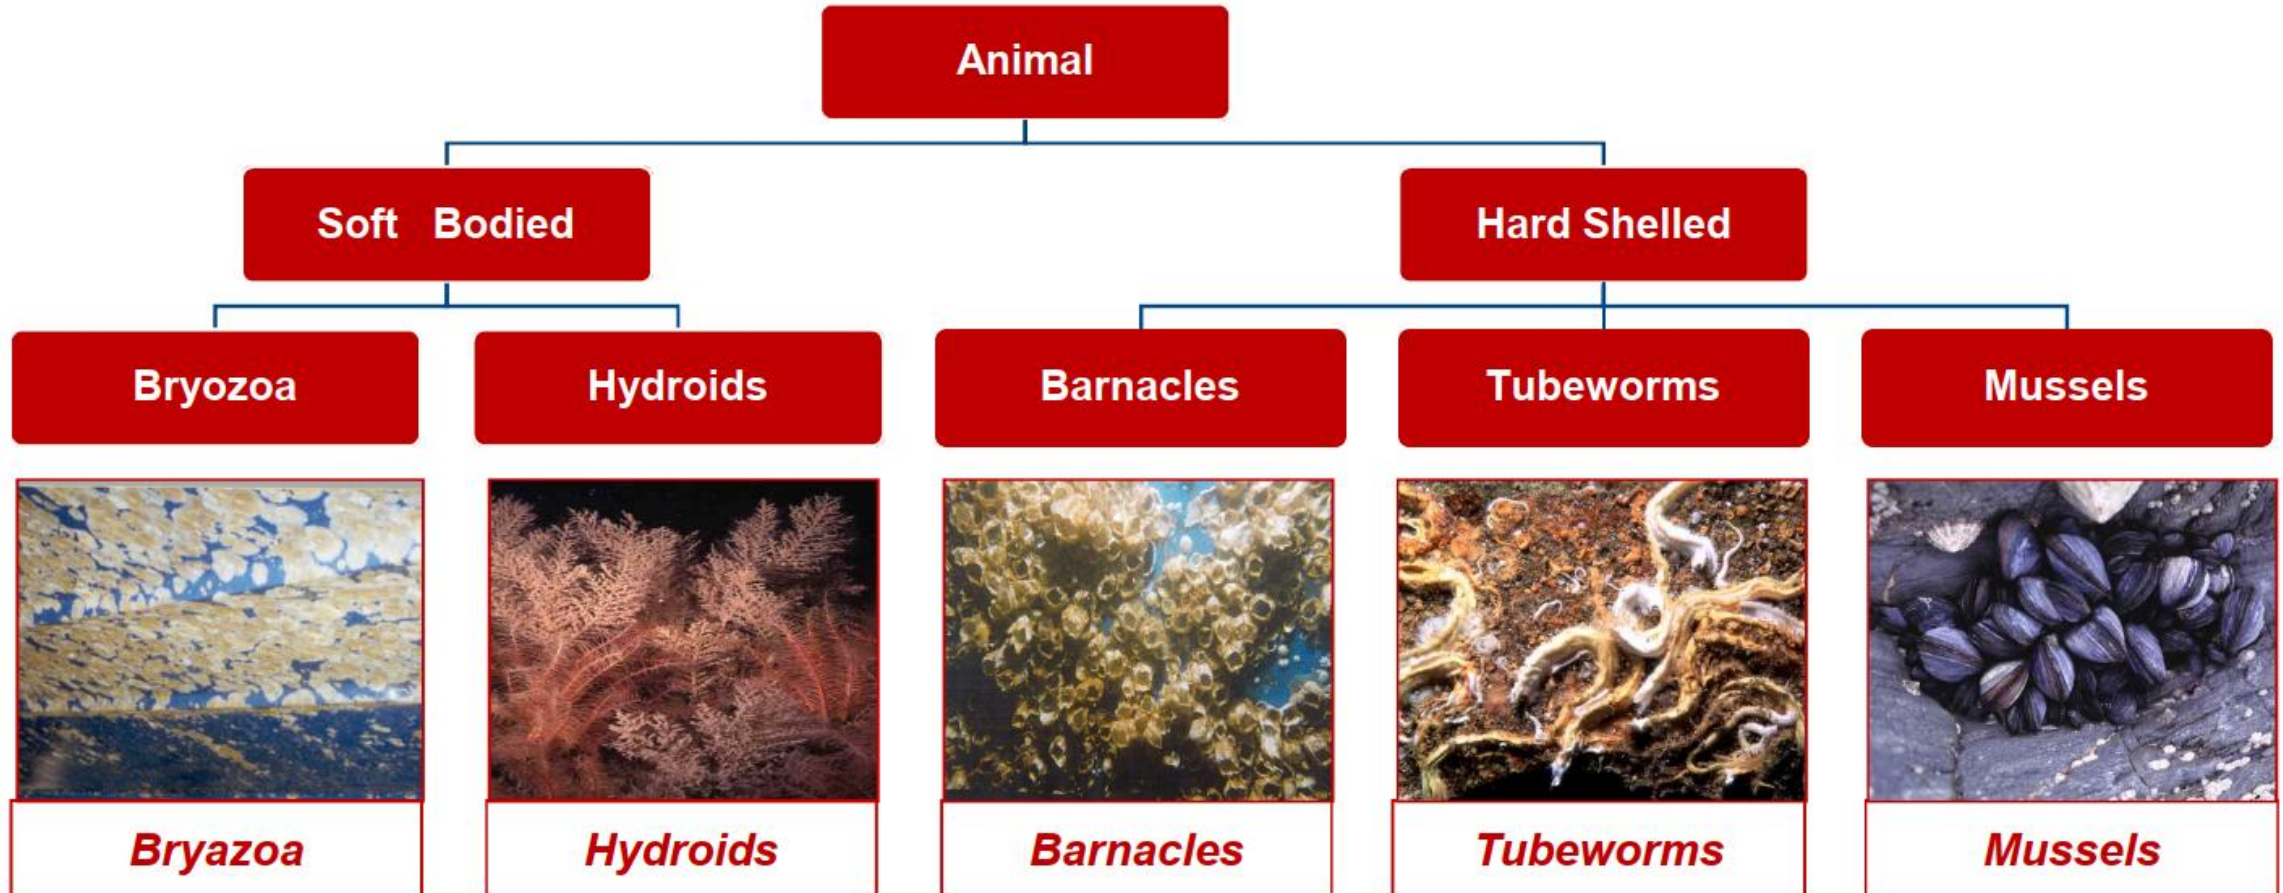 Animal
Soft Bodied
Hard Shelled
Bryozoa
Hydroids
Barnacles
Tubeworms
Mussels
Bryazoa
Hydroids
Barnacles
Tubeworms
Mussels